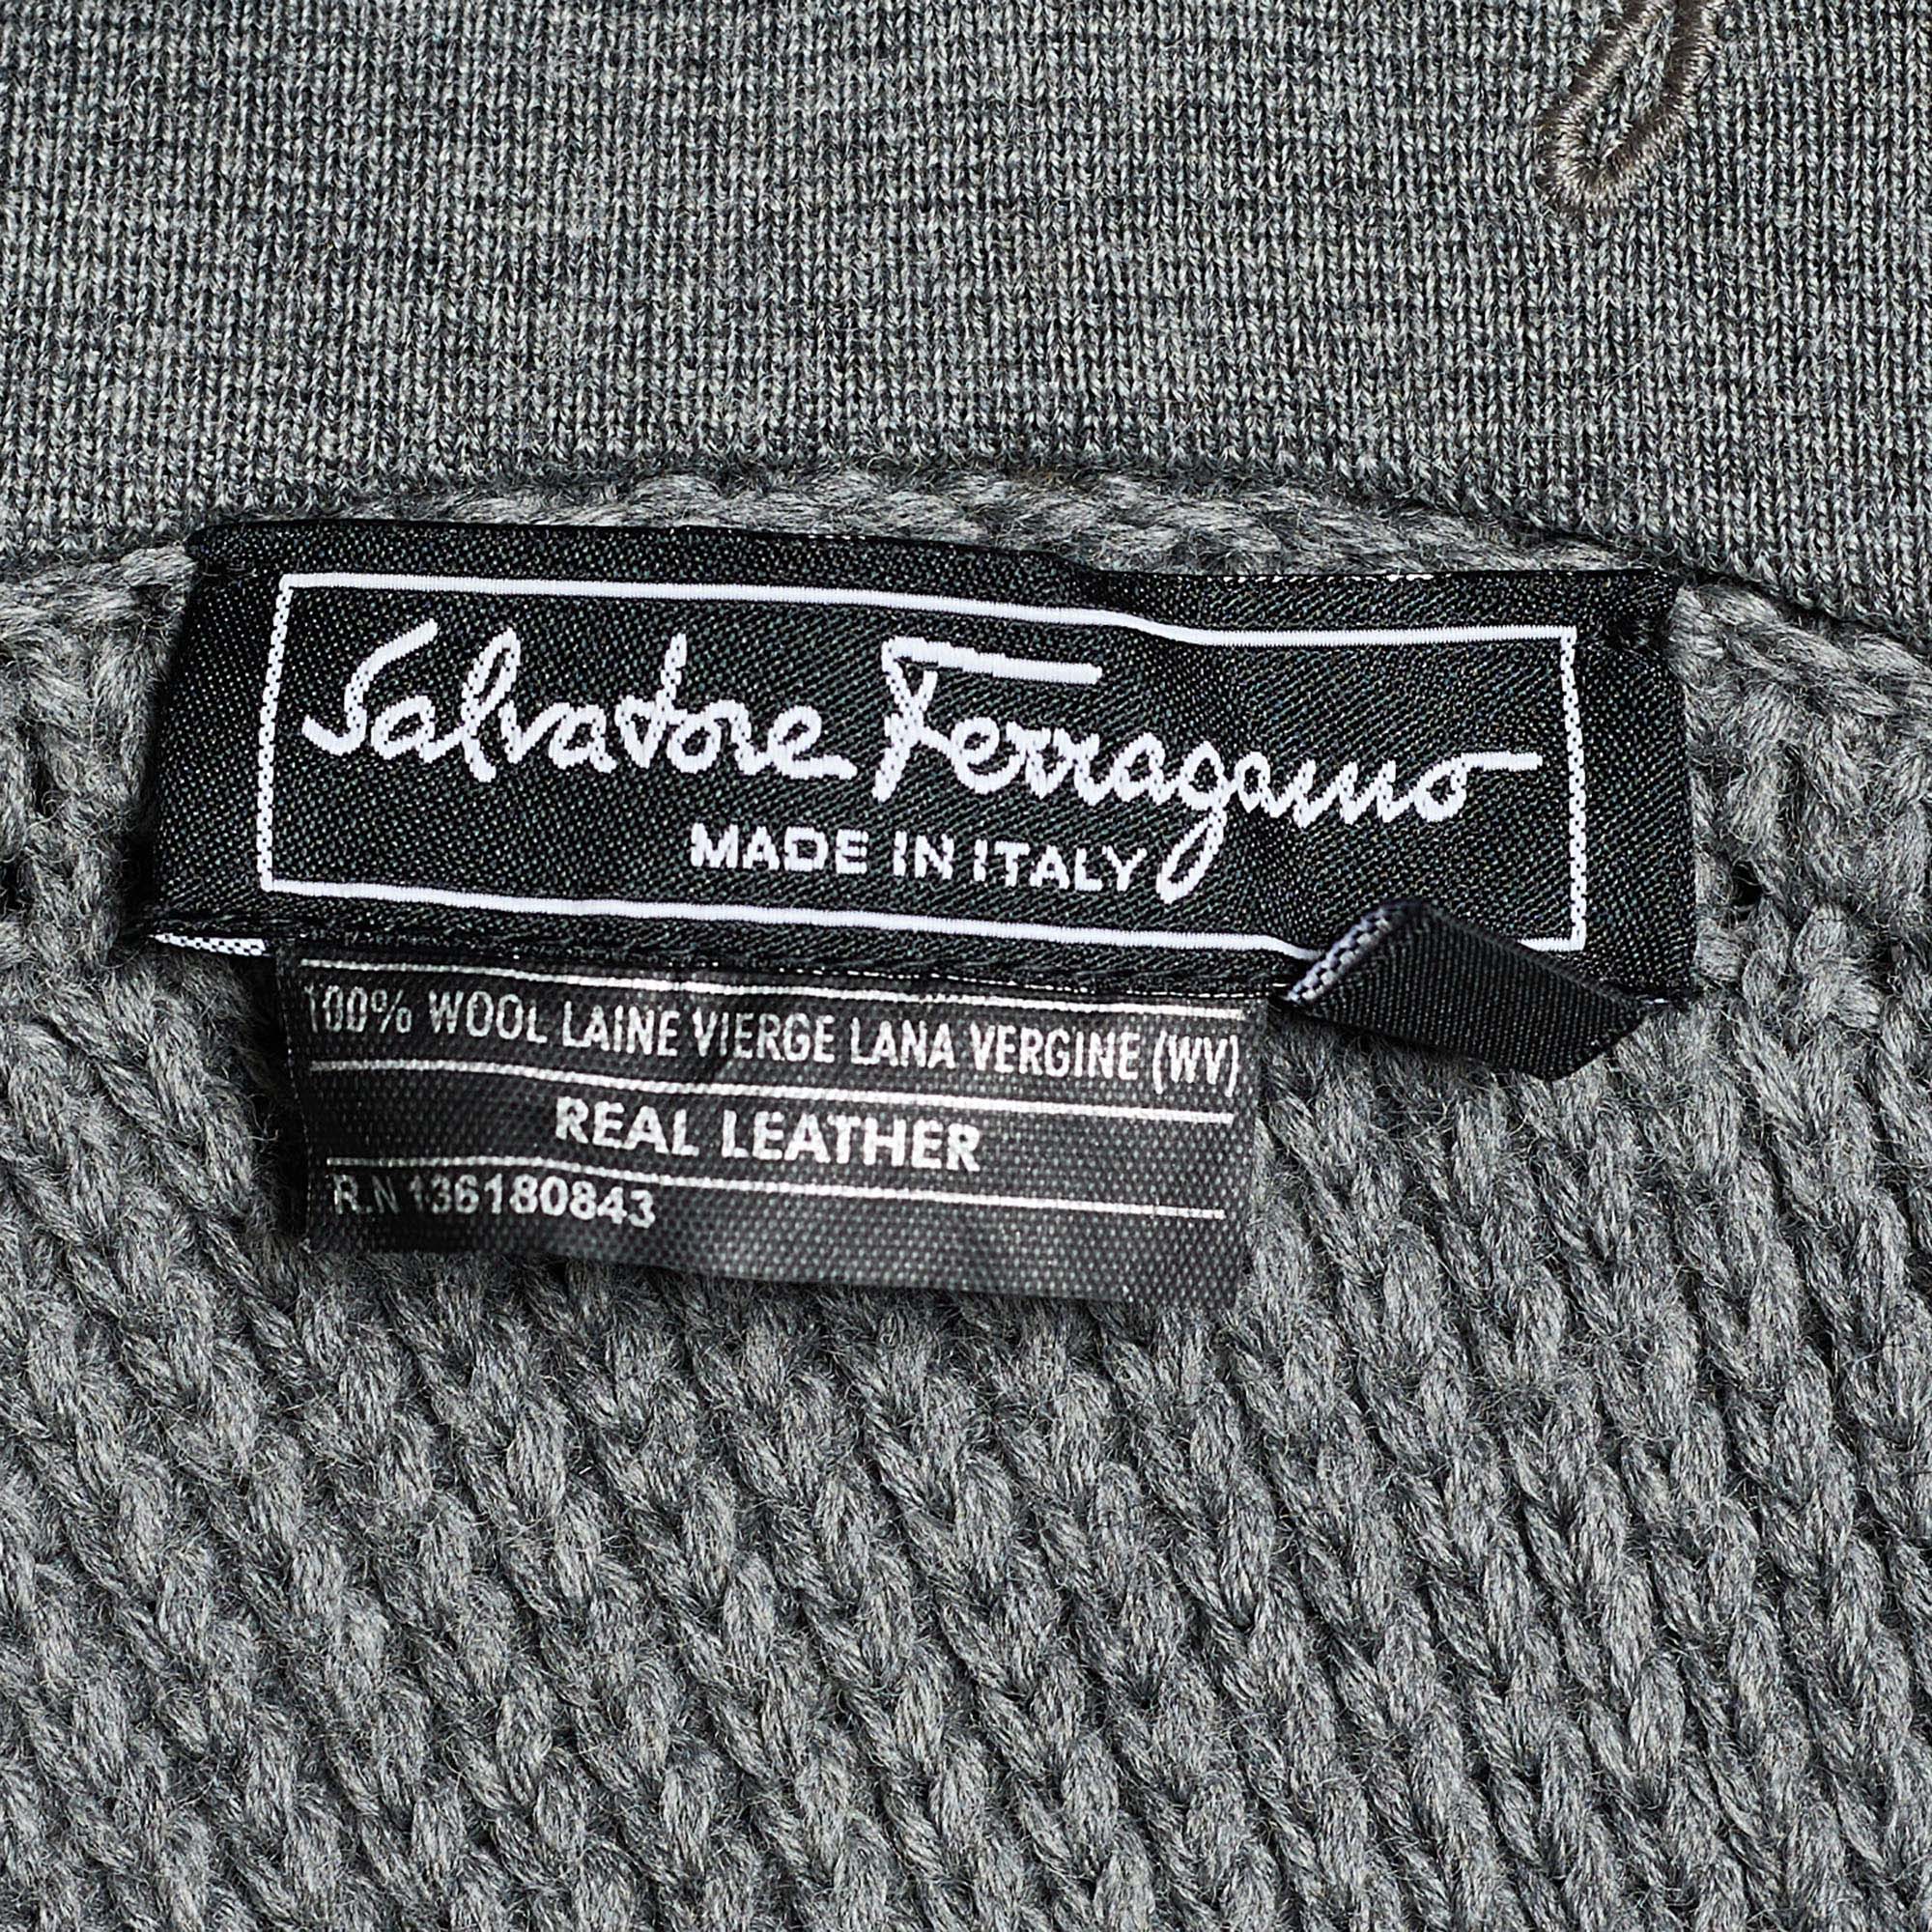 Salvatore Ferragamo
MADE IN ITALY
100% WOOL LAINE VIERGE LANA VERGINE (WV)
REAL LEATHER
R.N 136180843